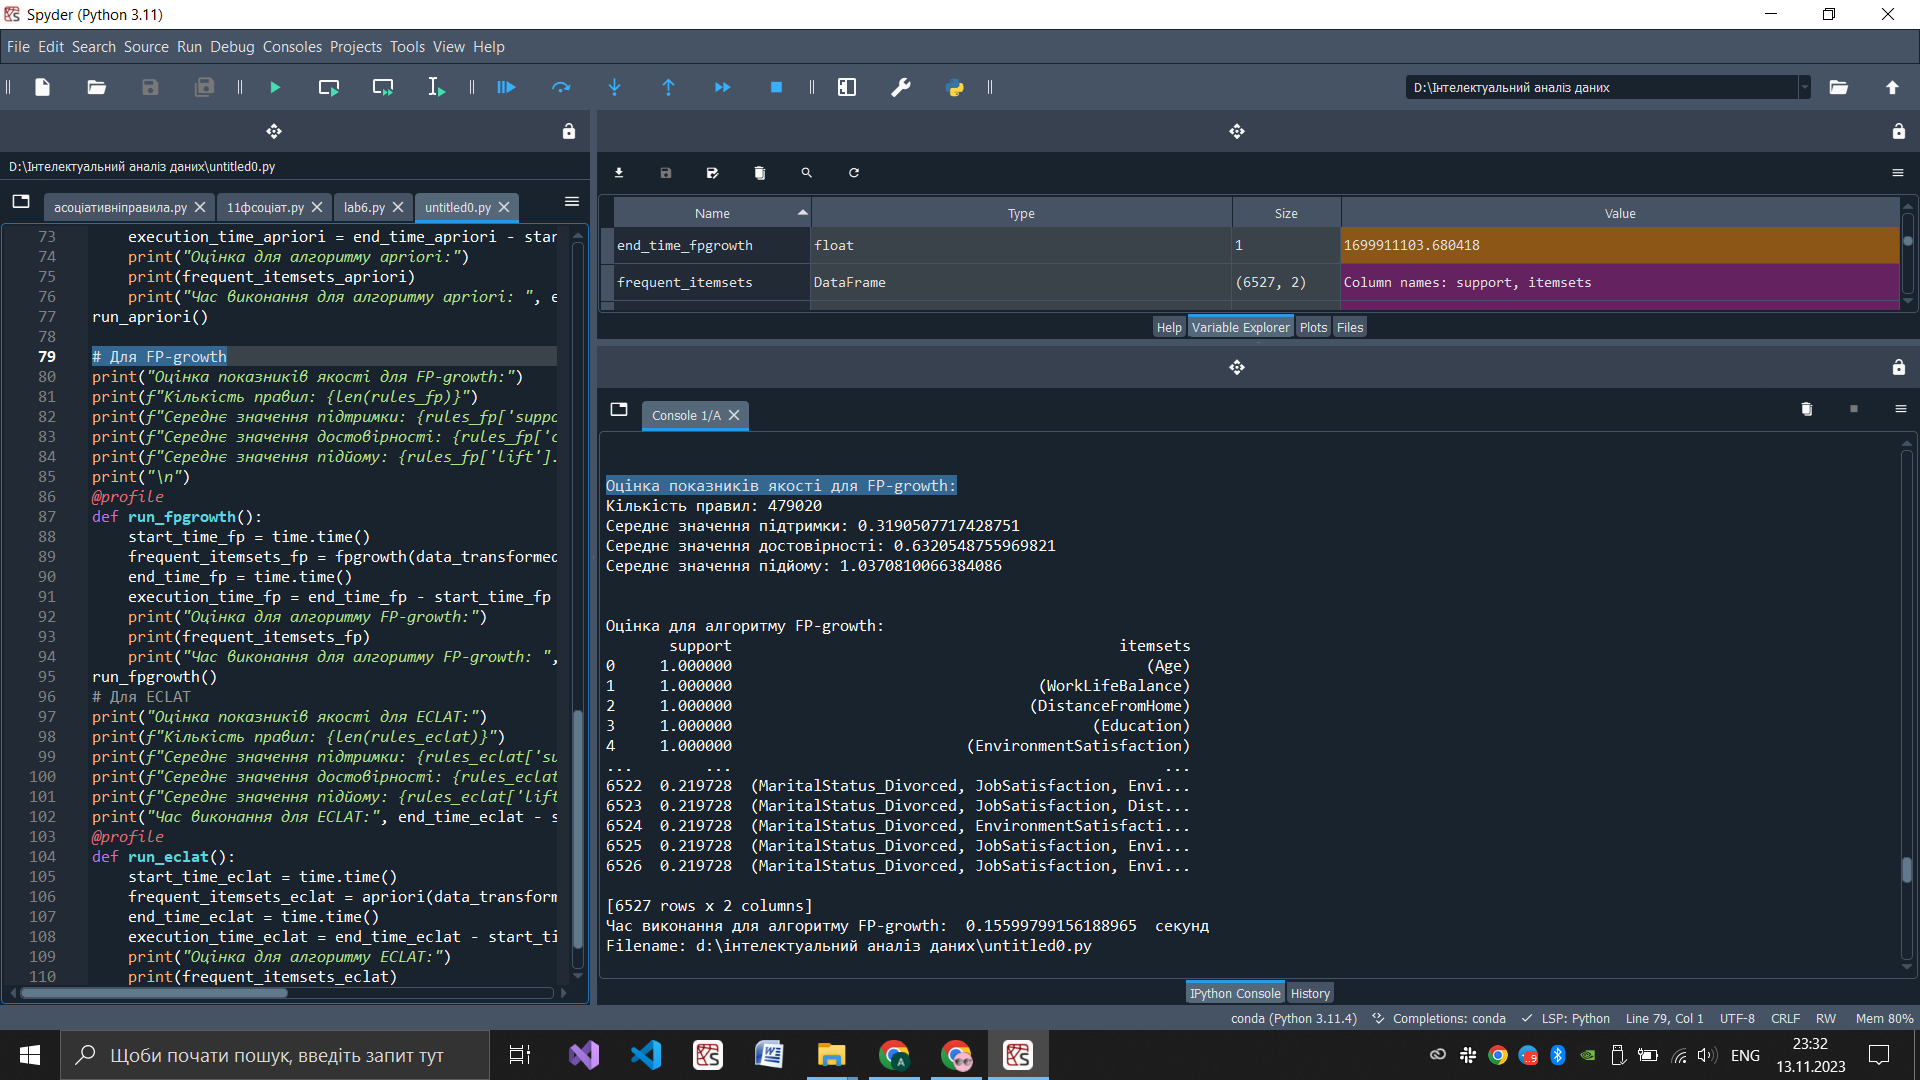 Spyder (Python 3.11)
File Edit Search Source Run Debug Consoles Projects Tools View Help
D:\Інтелектуальний аналіз даних
D:\Інтелектуальний аналіз даних\untitled0.py
асоціативніправила.py 11фсоціат.py lab6.py untitled0.py
73 execution_time_apriori = end_time_apriori - star
74 print("Оцінка для алгоритму apriori:")
75 print(frequent_itemsets_apriori)
76 print("Час виконання для алгоритму apriori: ", e
77 run_apriori()
78
79 # Для FP-growth
80 print("Оцінка показників якості для FP-growth:")
81 print(f"Кількість правил: {len(rules_fp)}")
82 print(f"Середнє значення підтримки: {rules_fp['suppo
83 print(f"Середнє значення достовірності: {rules_fp['c
84 print(f"Середнє значення підйому: {rules_fp['lift'].
85 print("\n")
86 @profile
87 def run_fpgrowth():
88 start_time_fp = time.time()
89 frequent_itemsets_fp = fpgrowth(data_transformed
90 end_time_fp = time.time()
91 execution_time_fp = end_time_fp - start_time_fp
92 print("Оцінка для алгоритму FP-growth:")
93 print(frequent_itemsets_fp)
94 print("Час виконання для алгоритму FP-growth: ",
95 run_fpgrowth()
96 # Для ECLAT
97 print("Оцінка показників якості для ECLAT:")
98 print(f"Кількість правил: {len(rules_eclat)}")
99 print(f"Середнє значення підтримки: {rules_eclat['su
100 print(f"Середнє значення достовірності: {rules_eclat
101 print(f"Середнє значення підйому: {rules_eclat['lift
102 print("Час виконання для ECLAT:", end_time_eclat - s
103 @profile
104 def run_eclat():
105 start_time_eclat = time.time()
106 frequent_itemsets_eclat = apriori(data_transform
107 end_time_eclat = time.time()
108 execution_time_eclat = end_time_eclat - start_ti
109 print("Оцінка для алгоритму ECLAT:")
110 print(frequent_itemsets_eclat)
Name Type Size Value
end_time_fpgrowth float 1 1699911103.680418
frequent_itemsets DataFrame (6527, 2) Column names: support, itemsets
Help Variable Explorer Plots Files
Console 1/A
Оцінка показників якості для FP-growth:
Кількість правил: 479020
Середнє значення підтримки: 0.3190507717428751
Середнє значення достовірності: 0.6320548755969821
Середнє значення підйому: 1.0370810066384086
Оцінка для алгоритму FP-growth:
support itemsets
0 1.000000 (Age)
1 1.000000 (WorkLifeBalance)
2 1.000000 (DistanceFromHome)
3 1.000000 (Education)
4 1.000000 (EnvironmentSatisfaction)
... ... ...
6522 0.219728 (MaritalStatus_Divorced, JobSatisfaction, Envi...
6523 0.219728 (MaritalStatus_Divorced, JobSatisfaction, Dist...
6524 0.219728 (MaritalStatus_Divorced, EnvironmentSatisfacti...
6525 0.219728 (MaritalStatus_Divorced, JobSatisfaction, Envi...
6526 0.219728 (MaritalStatus_Divorced, JobSatisfaction, Envi...
[6527 rows x 2 columns]
Час виконання для алгоритму FP-growth: 0.15599799156188965 секунд
Filename: d:\інтелектуальний аналіз даних\untitled0.py
IPython Console History
conda (Python 3.11.4) Completions: conda LSP: Python Line 79, Col 1 UTF-8 CRLF RW Mem 80%
Щоби почати пошук, введіть запит тут
ENG
23:32
13.11.2023